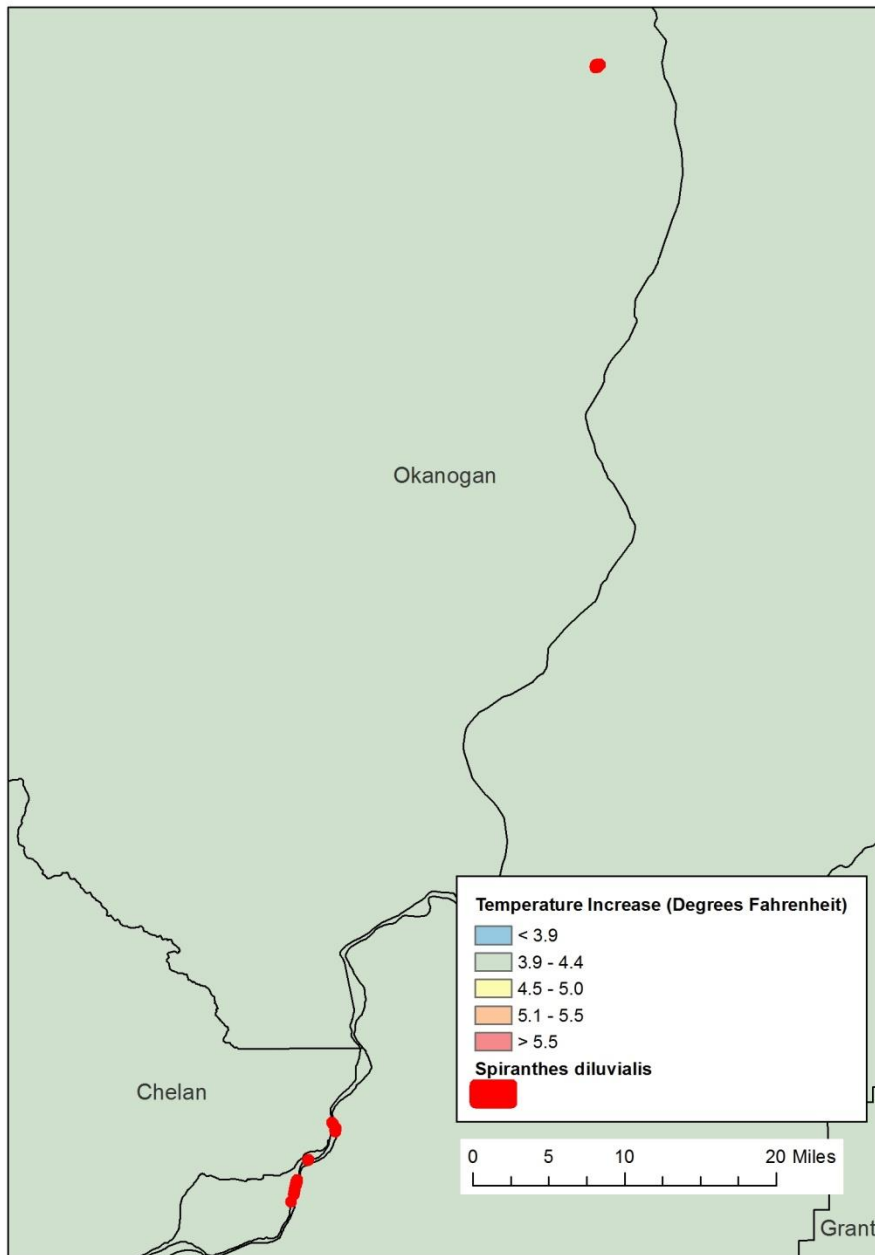 Okanogan
Temperature Increase (Degrees Fahrenheit)
< 3.9
3.9 - 4.4
4.5 - 5.0
5.1 - 5.5
> 5.5
Spiranthes diluvialis
Chelan
0 5 10 20 Miles
Grant